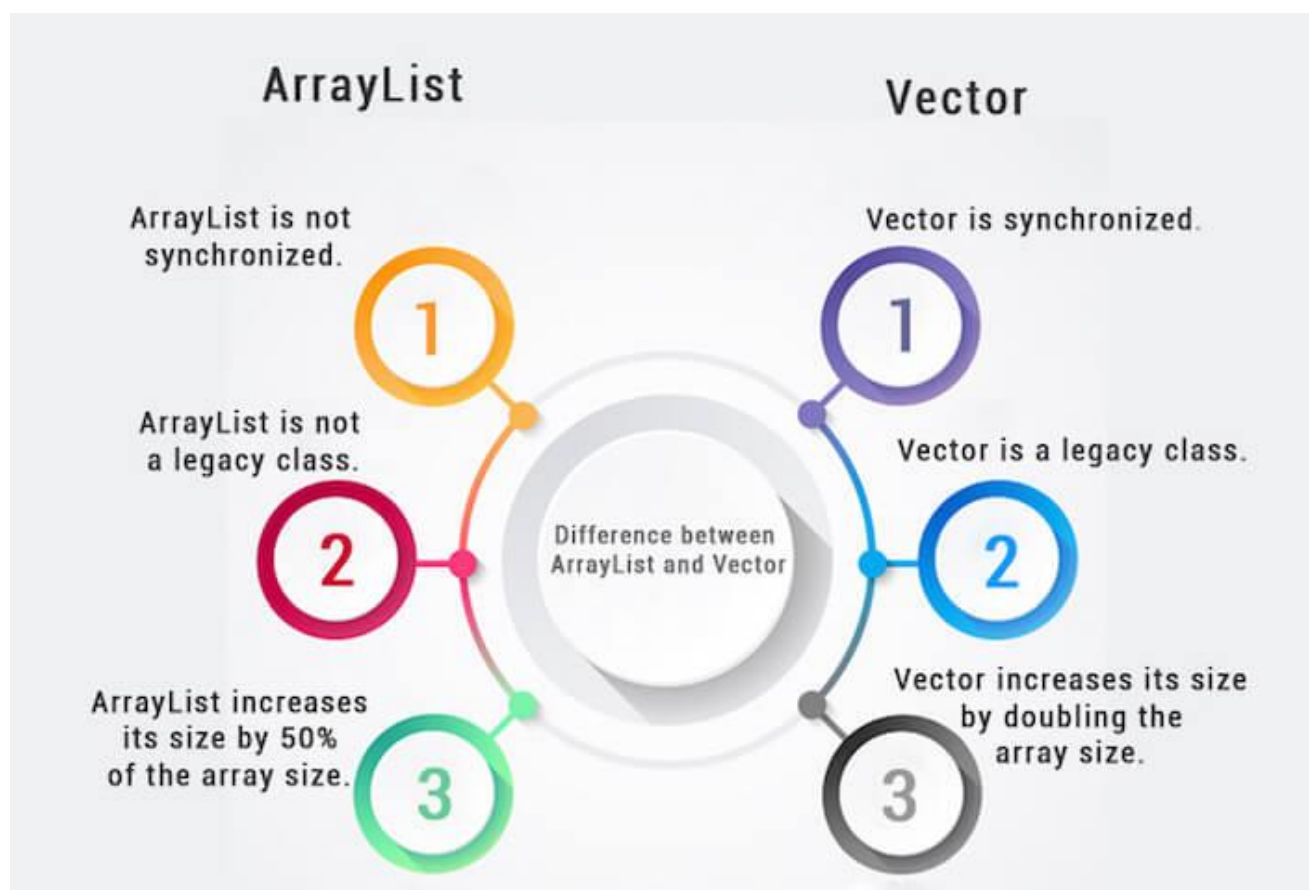 ArrayList
Vector
ArrayList is not
synchronized.
1
ArrayList is not
a legacy class.
2
ArrayList increases
its size by 50%
of the array size.
3
Difference between
ArrayList and Vector
Vector is synchronized.
1
Vector is a legacy class.
2
Vector increases its size
by doubling the
array size.
3